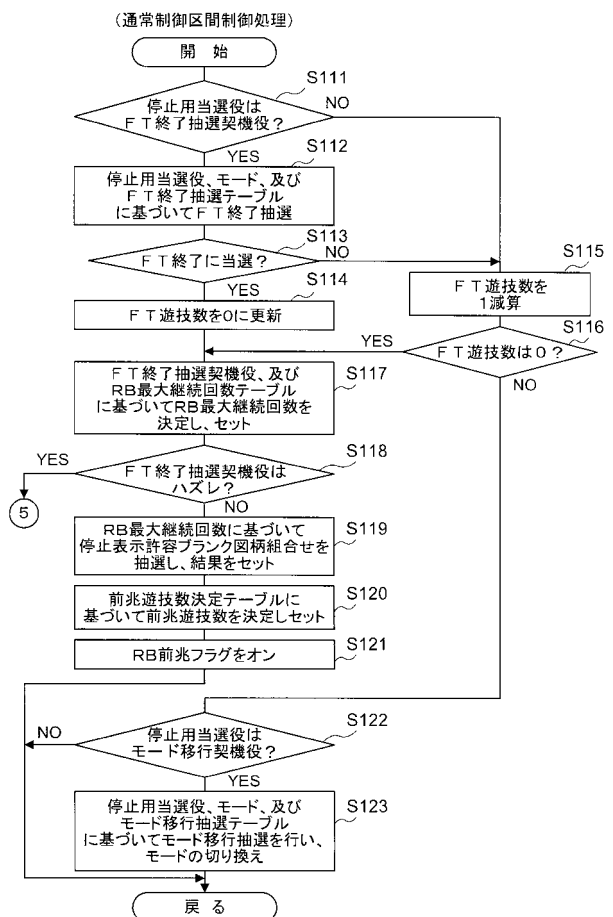 (通常制御区間制御処理)
開　始
S111
停止用当選役は
ＦＴ終了抽選契機役？
NO
YES
S112
停止用当選役、モード、及び
ＦＴ終了抽選テーブル
に基づいてＦＴ終了抽選
S113
ＦＴ終了に当選？
NO
YES
S114
ＦＴ遊技数を0に更新
S115
ＦＴ遊技数を
1減算
S116
ＦＴ遊技数は０？
YES
NO
S117
ＦＴ終了抽選契機役、及び
RB最大継続回数テーブル
に基づいてRB最大継続回数を
決定し、セット
S118
ＦＴ終了抽選契機役は
ハズレ？
YES
5
NO
S119
RB最大継続回数に基づいて
停止表示許容ブランク図柄組合せを
抽選し、結果をセット
S120
前兆遊技数決定テーブルに
基づいて前兆遊技数を決定しセット
S121
RB前兆フラグをオン
S122
停止用当選役は
モード移行契機役？
NO
YES
S123
停止用当選役、モード、及び
モード移行抽選テーブル
に基づいてモード移行抽選を行い、
モードの切り換え
戻　る